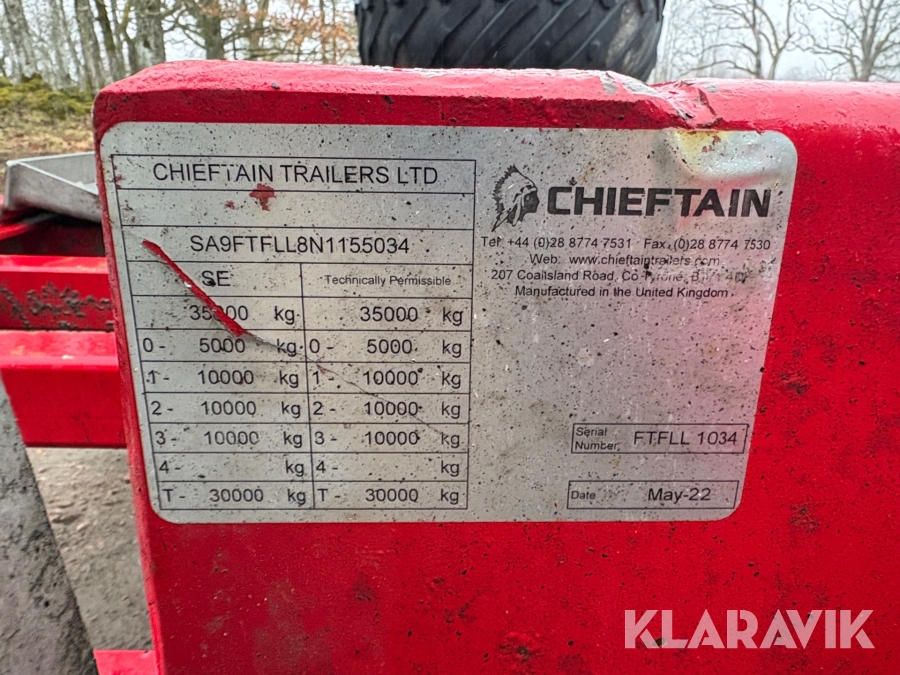 CHIEFTAIN TRAILERS LTD
SA9FTFLL8N1155034
SE Technically Permissible
35000 kg 35000 kg
0 - 5000 kg 0 - 5000 kg
1 - 10000 kg 1 - 10000 kg
2 - 10000 kg 2 - 10000 kg
3 - 10000 kg 3 - 10000 kg
4 - kg 4 - kg
T - 30000 kg T - 30000 kg
CHIEFTAIN
Tel +44 (0)28 8774 7531 Fax (0)28 8774 7530
Web: www.chieftaintrailers.com
207 Coalisland Road, Co Tyrone,
Manufactured in the United Kingdom
Serial Number FTFLL 1034
Date May-22
KLARAVIK